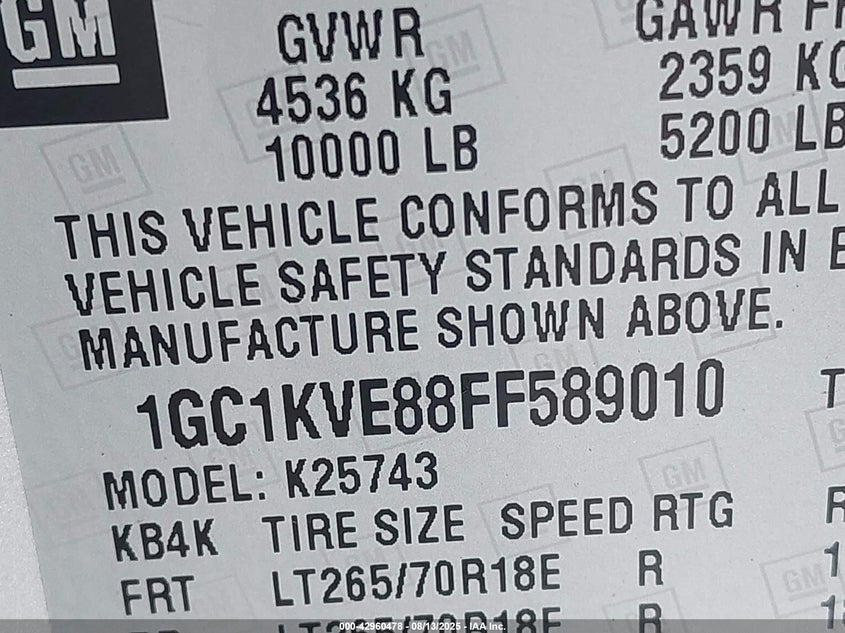 GM
GVWR GAWR
4536 KG 2359 KG
10000 LB 5200 LB
THIS VEHICLE CONFORMS TO ALL
VEHICLE SAFETY STANDARDS IN
MANUFACTURE SHOWN ABOVE.
1GC1KVE88FF589010
MODEL: K25743
KB4K TIRE SIZE SPEED RTG
FRT LT265/70R18E R
000-42960478 - 08/13/2025 - IAA Inc.